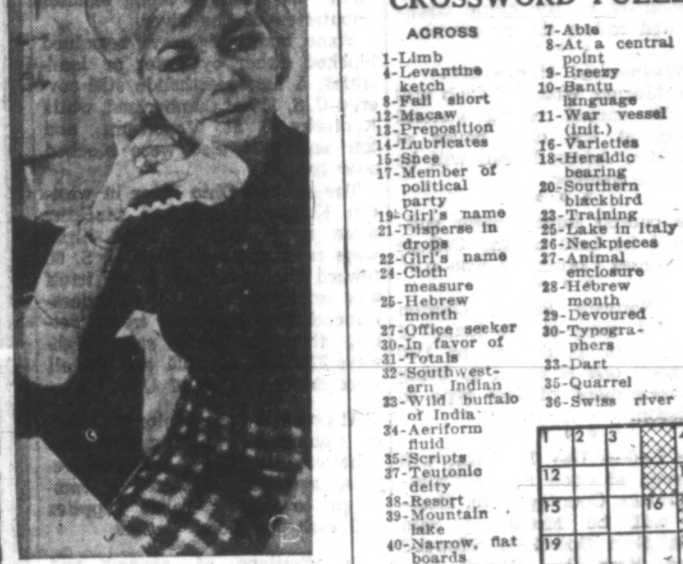 CROSSWORD
ACROSS
1-Limb
4-Levantine
ketch
8-Fall short
12-Macaw
13-Preposition
14-Lubricates
15-Snee
17-Member of
political
party
19-Girl's name
21-Disperse in
drops
22-Girl's name
24-Cloth
measure
25-Hebrew
month
27-Office seeker
30-In favor of
31-Totals
32-Southwest-
ern Indian
33-Wild buffalo
of India
34-Aeriform
fluid
35-Scripts
37-Teutonic
deity
38-Resort
39-Mountain
lake
40-Narrow, flat
boards
7-Able
8-At a central
point
9-Breezy
10-Bantu
language
11-War vessel
(init.)
16-Varieties
18-Heraldic
bearing
20-Southern
blackbird
23-Training
25-Lake in Italy
26-Neckpieces
27-Animal
enclosure
28-Hebrew
month
29-Devoured
30-Typogra-
phers
33-Dart
35-Quarrel
36-Swiss river
1 2 3
12
15 16
19